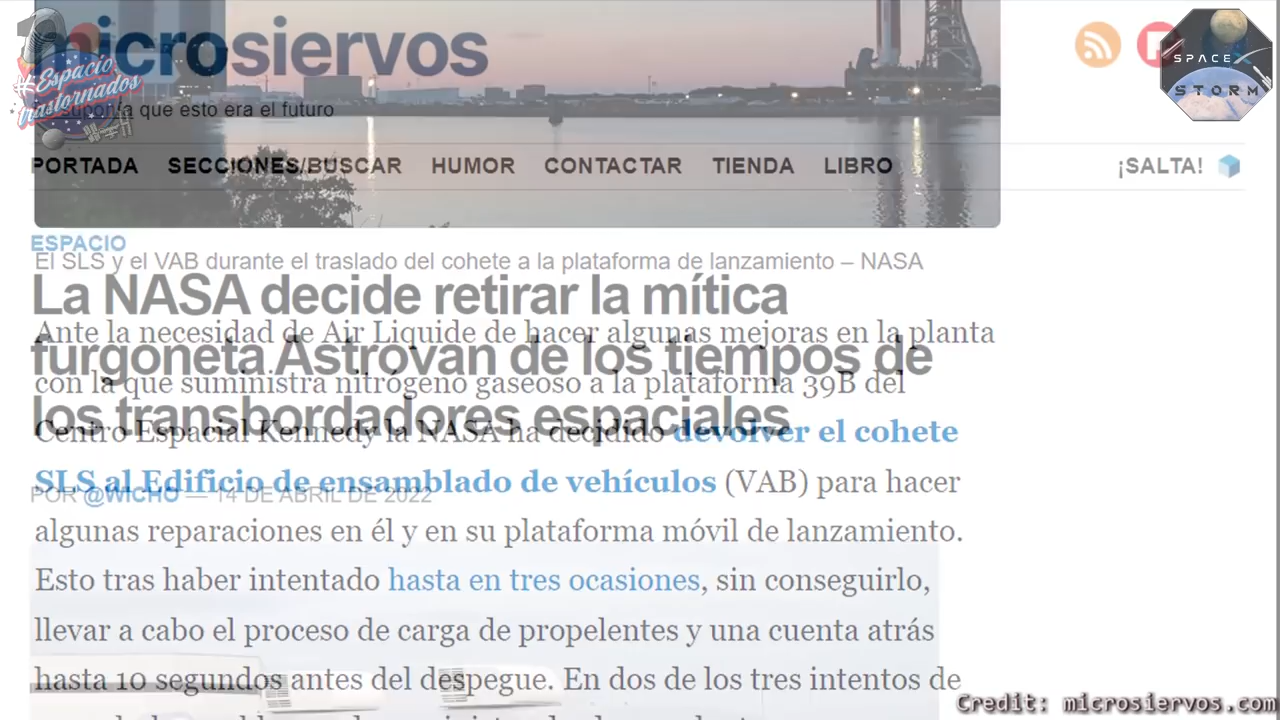 microsiervos
suponía que esto era el futuro
#Espacio
trastornados
SPACEX
STORM
PORTADA SECCIONES/BUSCAR HUMOR CONTACTAR TIENDA LIBRO ¡SALTA!
ESPACIO
El SLS y el VAB durante el traslado del cohete a la plataforma de lanzamiento – NASA
La NASA decide retirar la mítica
furgoneta Astrovan de los tiempos de
los transbordadores espaciales
POR @WICHO — 14 DE ABRIL DE 2022
Ante la necesidad de Air Liquide de hacer algunas mejoras en la planta
con la que suministra nitrógeno gaseoso a la plataforma 39B del
Centro Espacial Kennedy la NASA ha decidido devolver el cohete
SLS al Edificio de ensamblado de vehículos (VAB) para hacer
algunas reparaciones en él y en su plataforma móvil de lanzamiento.
Esto tras haber intentado hasta en tres ocasiones, sin conseguirlo,
llevar a cabo el proceso de carga de propelentes y una cuenta atrás
hasta 10 segundos antes del despegue. En dos de los tres intentos de
Credit: microsiervos.com